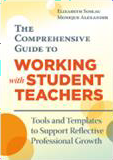 Elizabeth Soslau
Monique Alexander
The
Comprehensive
Guide to
Working
with Student
Teachers
Tools and Templates
to Support Reflective
Professional Growth